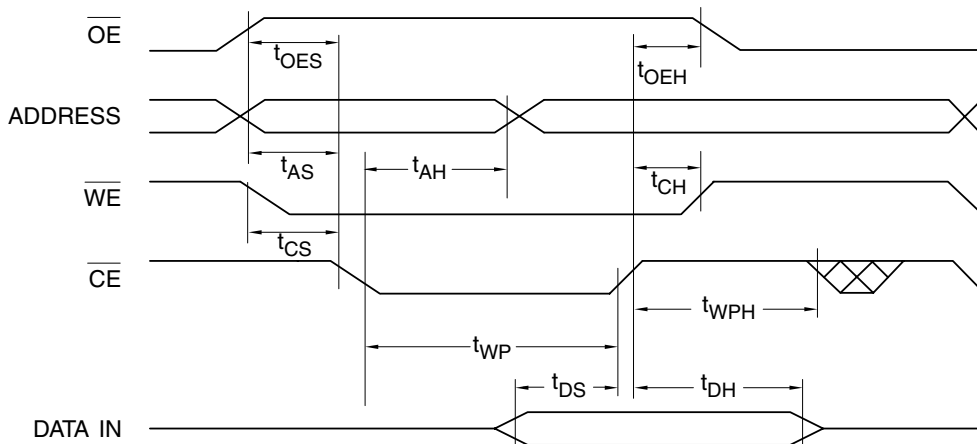 OE
tOES
tOEH
ADDRESS
tAS
tAH
tCH
WE
tCS
CE
tWPH
tWP
tDS
tDH
DATA IN